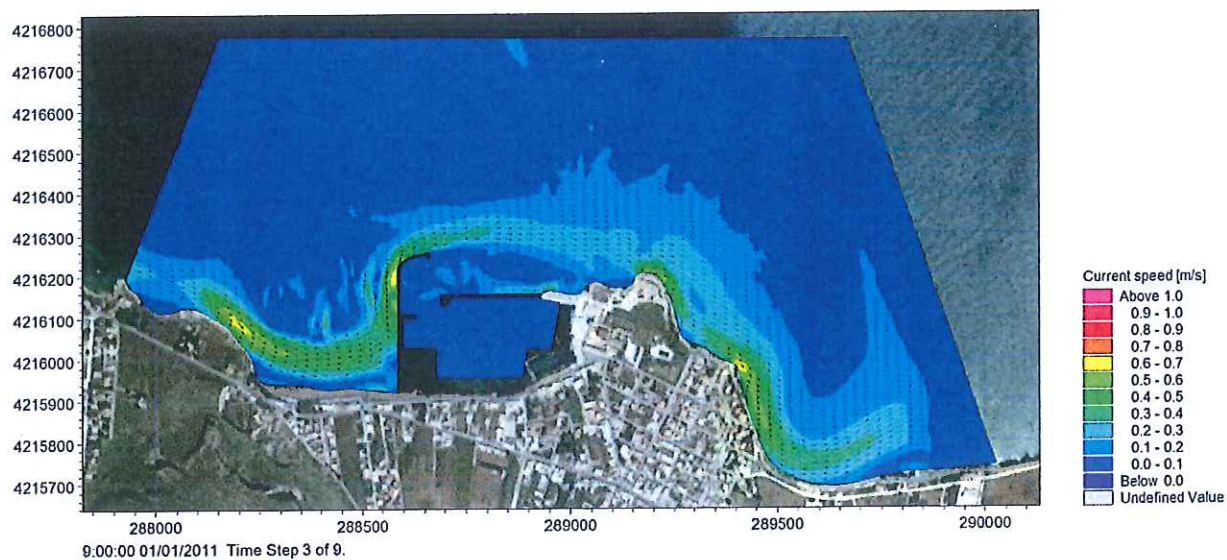 4216800
4216700
4216600
4216500
4216400
4216300
4216200
4216100
4216000
4215900
4215800
4215700
288000 288500 289000 289500 290000
9:00:00 01/01/2011 Time Step 3 of 9.
Current speed [m/s]
Above 1.0
0.9 - 1.0
0.8 - 0.9
0.7 - 0.8
0.6 - 0.7
0.5 - 0.6
0.4 - 0.5
0.3 - 0.4
0.2 - 0.3
0.1 - 0.2
0.0 - 0.1
Below 0.0
Undefined Value